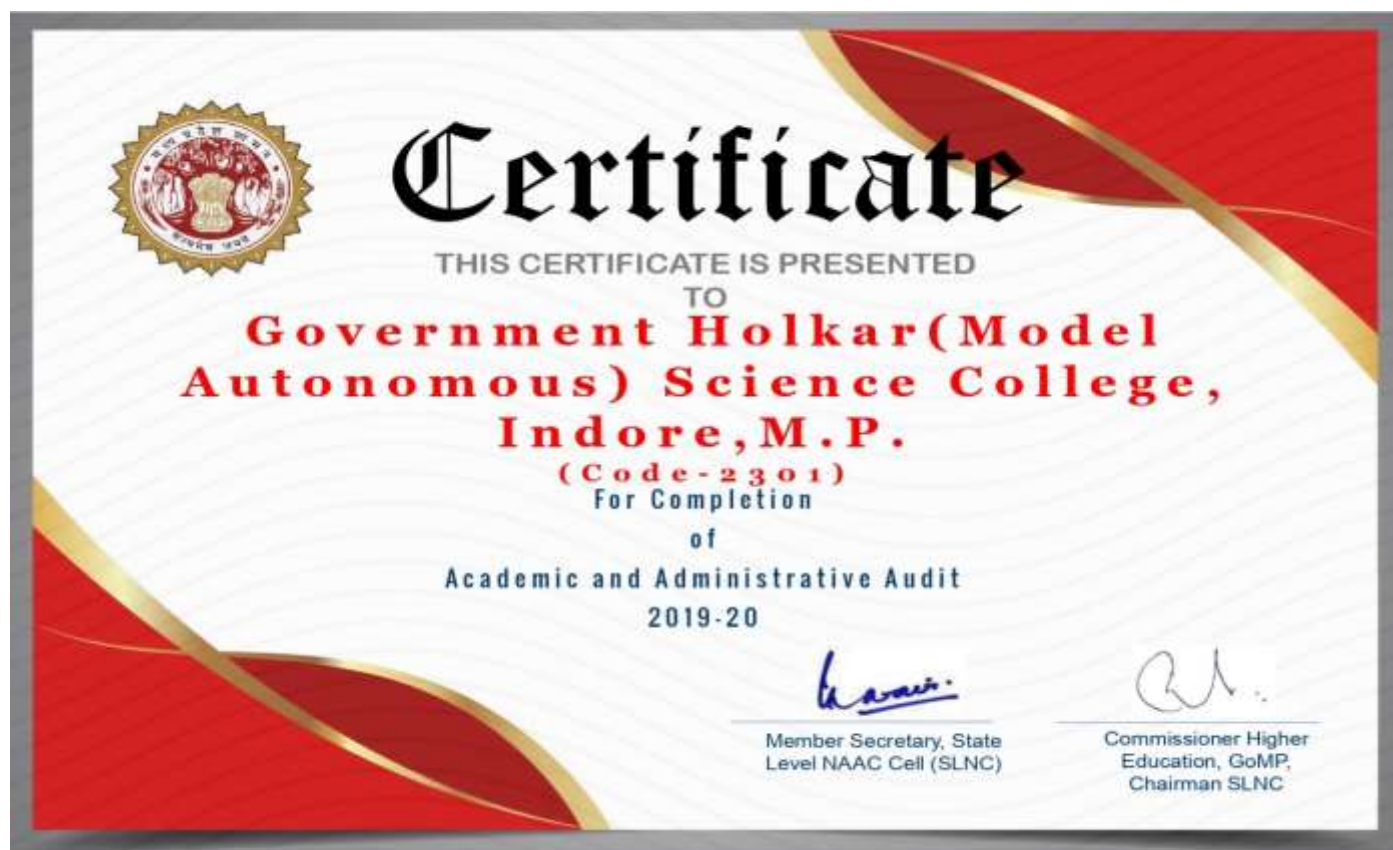 Certificate
THIS CERTIFICATE IS PRESENTED
TO
Government Holkar(Model
Autonomous) Science College,
Indore,M.P.
(Code-2301)
For Completion
of
Academic and Administrative Audit
2019-20
Member Secretary, State
Level NAAC Cell (SLNC)
Commissioner Higher
Education, GoMP,
Chairman SLNC